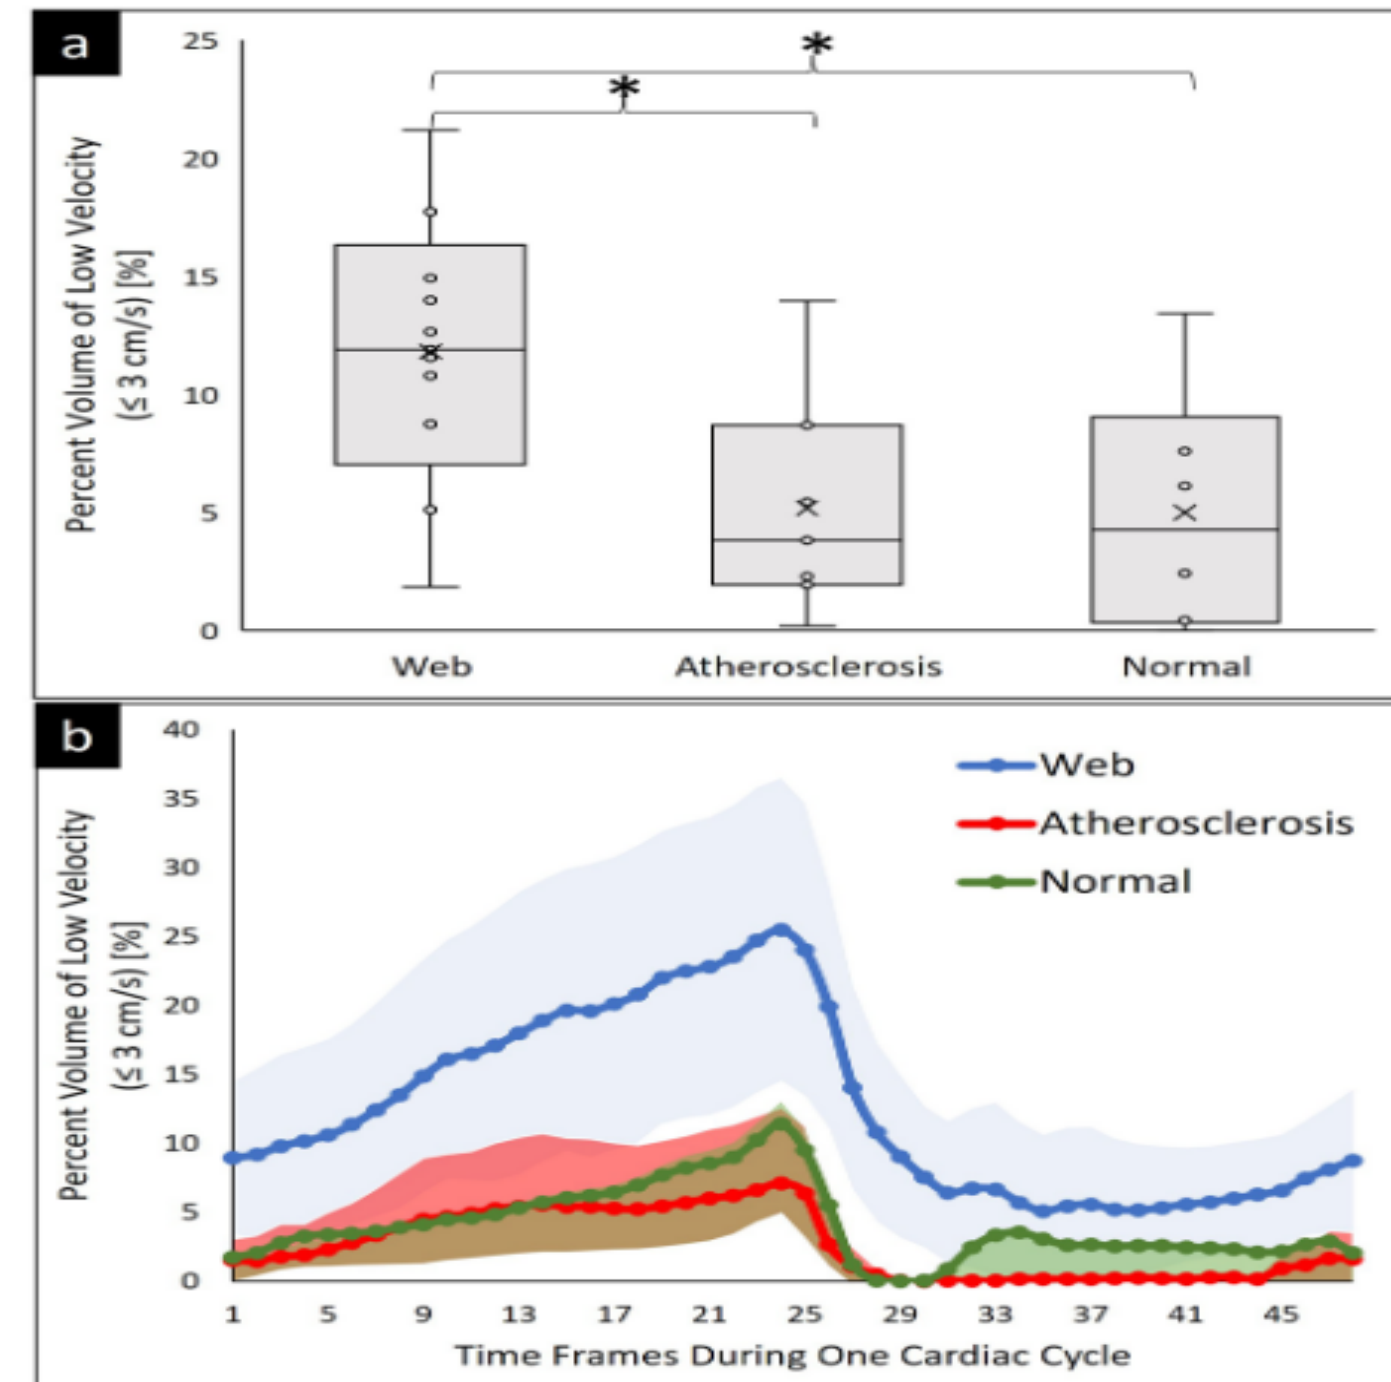 a
Percent Volume of Low Velocity
(≤ 3 cm/s) [%]
25
20
15
10
5
0
*
*
Web Atherosclerosis Normal
b
Percent Volume of Low Velocity
(≤ 3 cm/s) [%]
40
35
30
25
20
15
10
5
0
Web
Atherosclerosis
Normal
1 5 9 13 17 21 25 29 33 37 41 45
Time Frames During One Cardiac Cycle